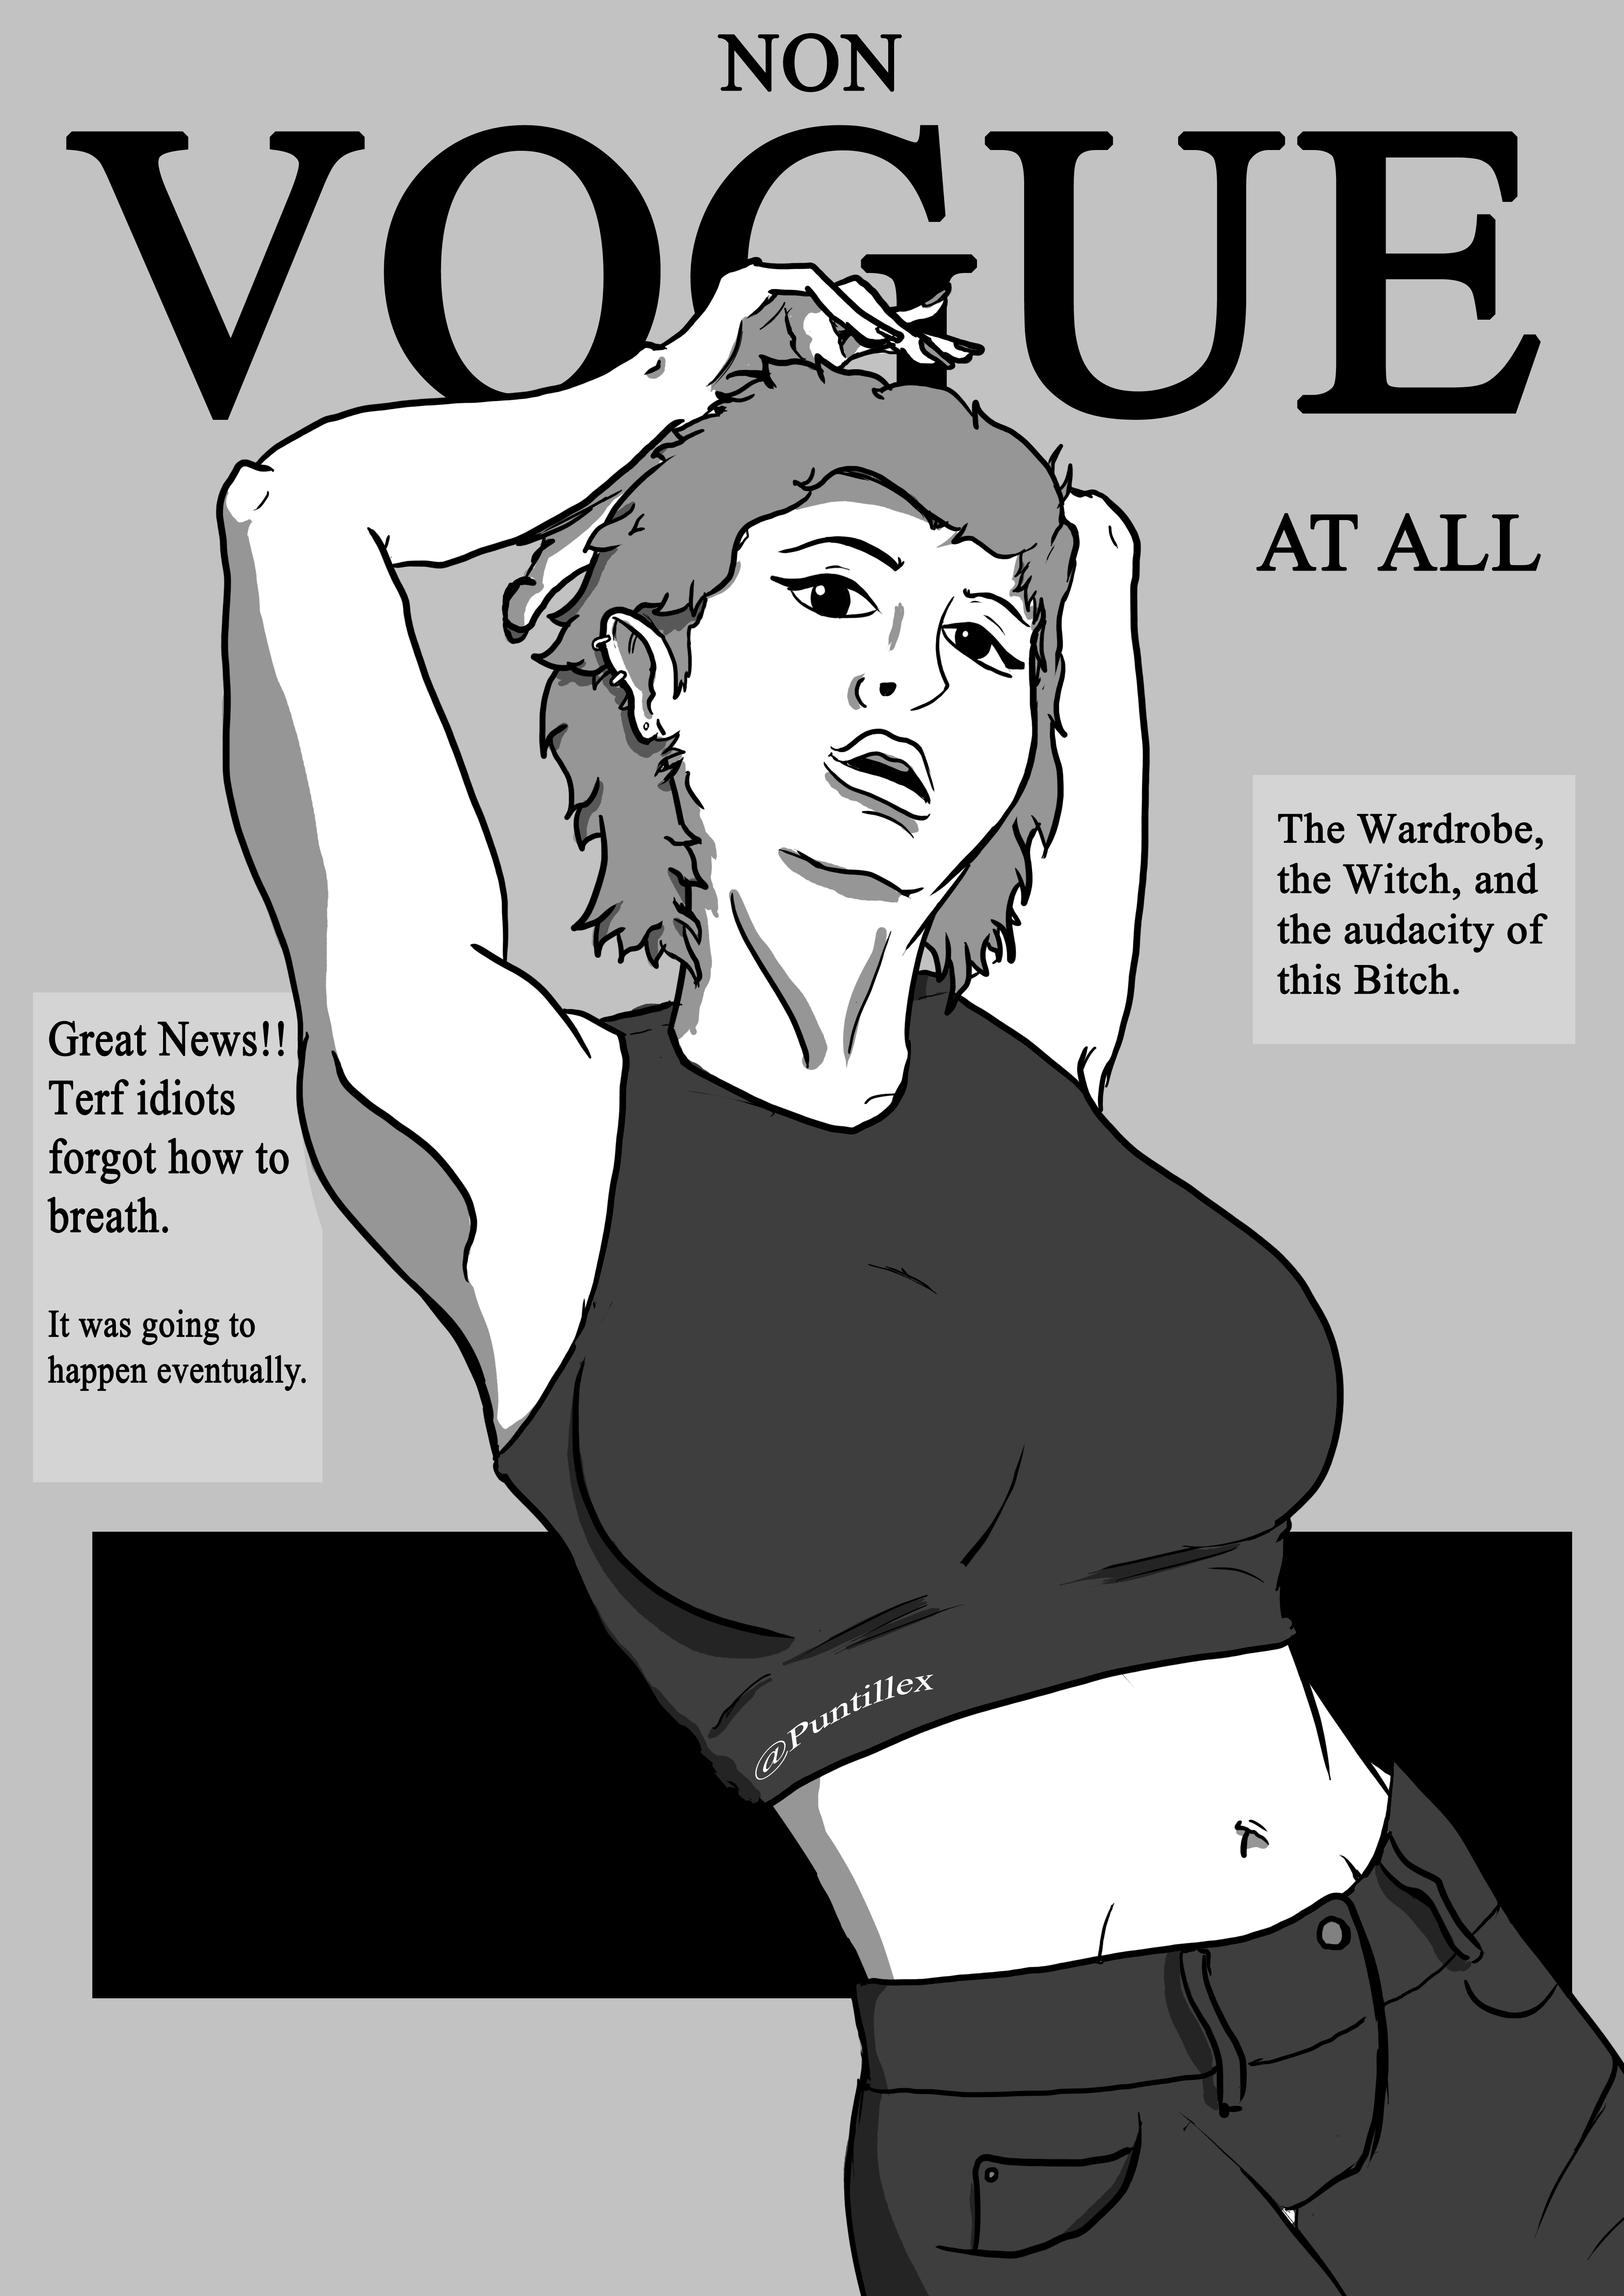 NON
VOGUE
AT ALL
The Wardrobe,
the Witch, and
the audacity of
this Bitch.
Great News!!
Terf idiots
forgot how to
breath.
It was going to
happen eventually.
@Puntillex